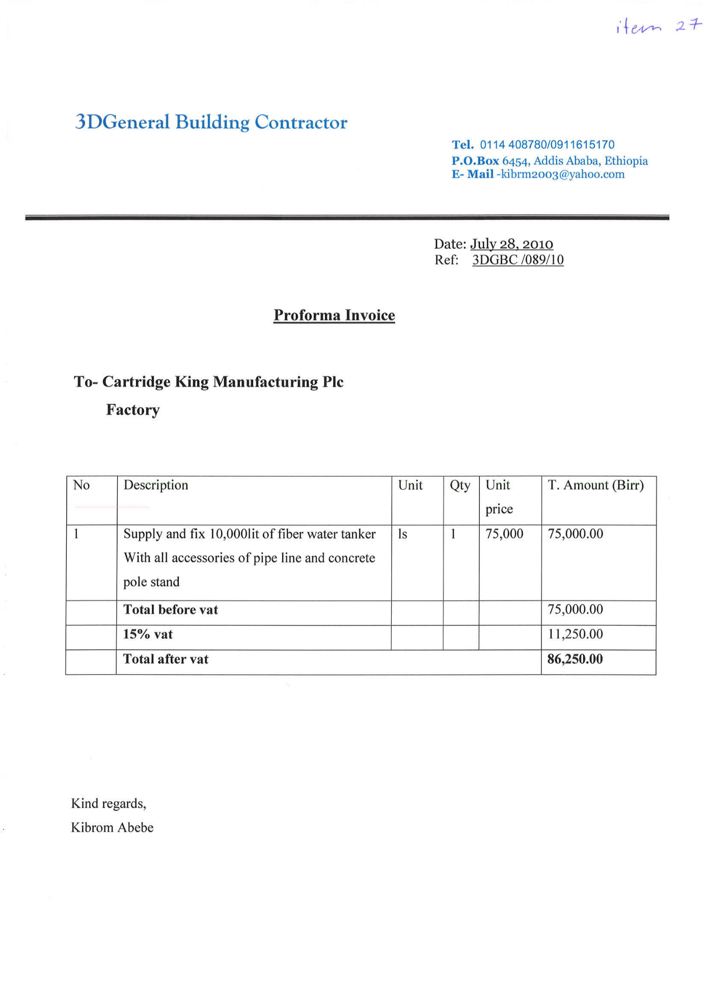 item 27
3DGeneral Building Contractor
Tel. 0114 408780/0911615170
P.O.Box 6454, Addis Ababa, Ethiopia
E- Mail -kibrm2003@yahoo.com
Date: July 28, 2010
Ref: 3DGBC /089/10
Proforma Invoice
To- Cartridge King Manufacturing Plc
Factory
No Description Unit Qty Unit price T. Amount (Birr)
1 Supply and fix 10,000lit of fiber water tanker ls 1 75,000 75,000.00
With all accessories of pipe line and concrete
pole stand
Total before vat 75,000.00
15% vat 11,250.00
Total after vat 86,250.00
Kind regards,
Kibrom Abebe